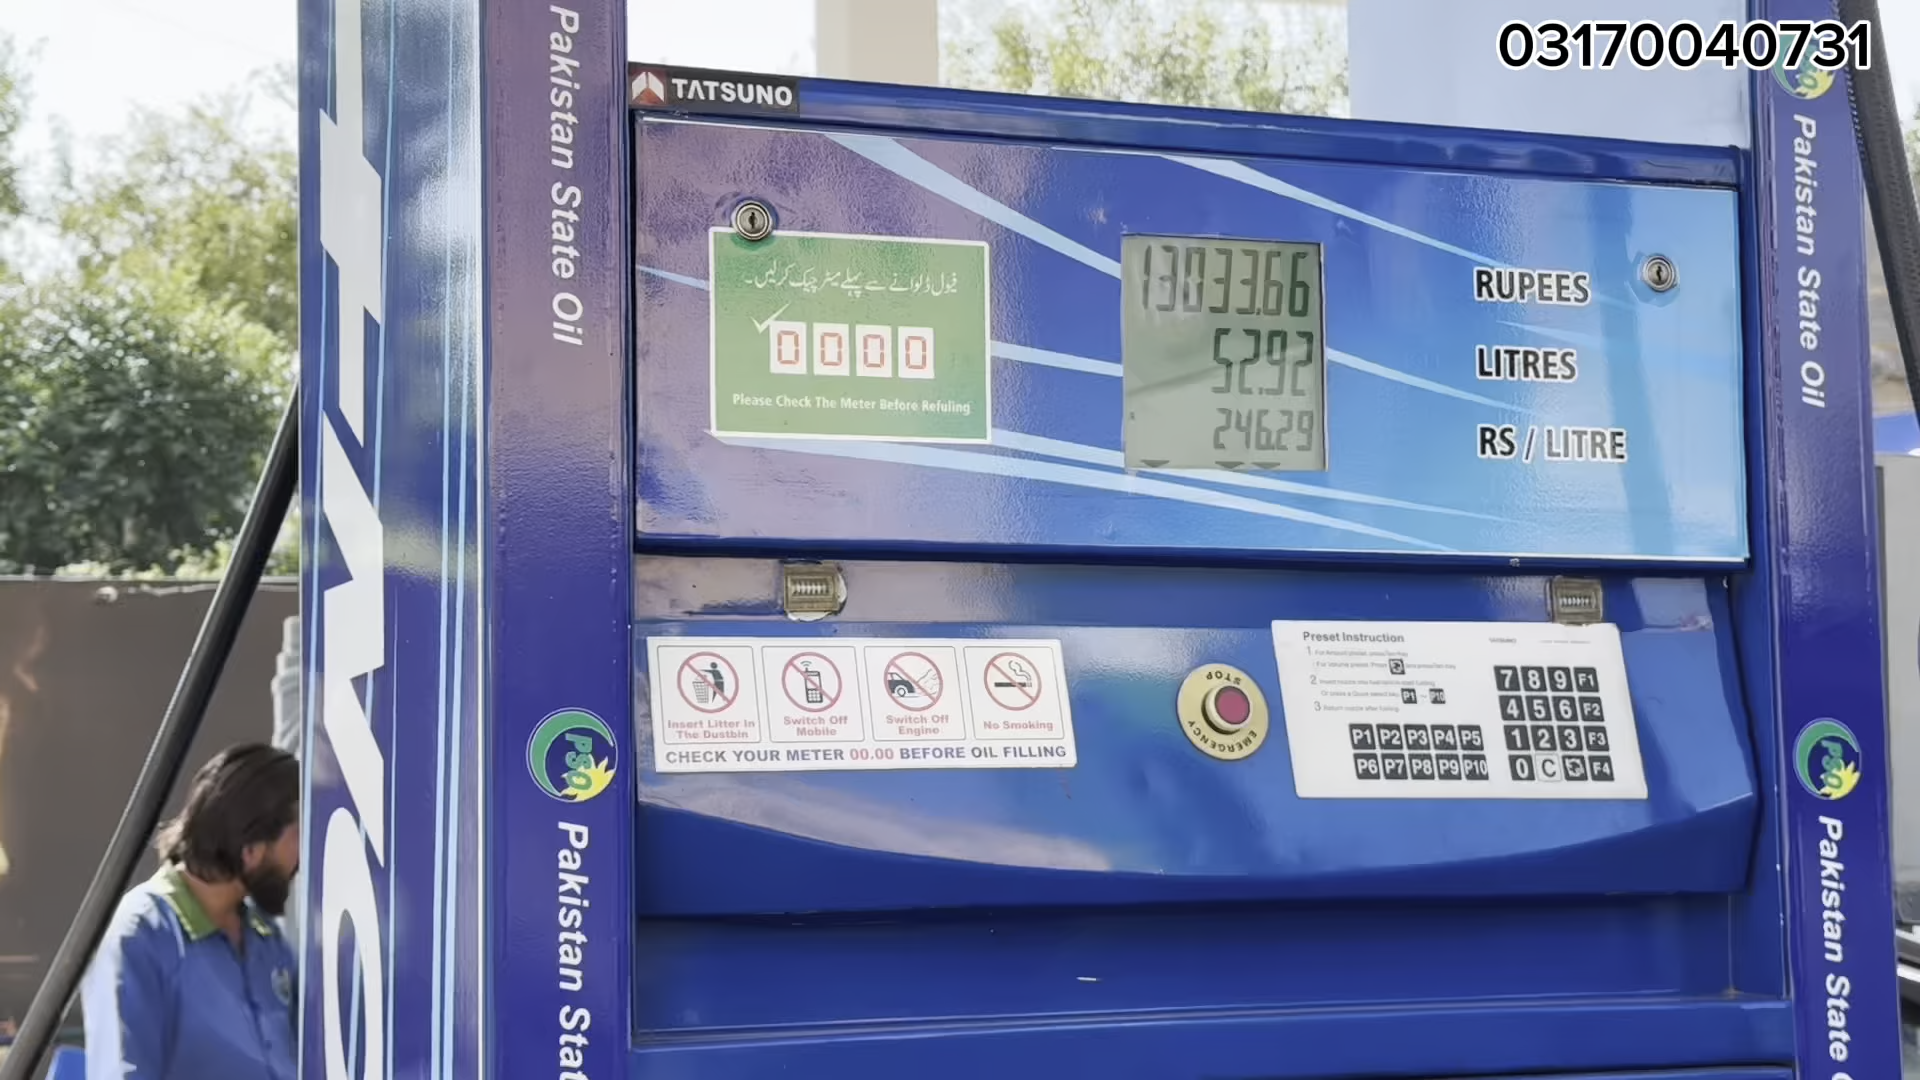 03170040731
TATSUNO
Pakistan State Oil
Pakistan State Oil
فیول ڈلوانے سے پہلے میٹر چیک کرلیں۔
0000
Please Check The Meter Before Refuling
13033.66
52.92
246.29
RUPEES
LITRES
RS / LITRE
Insert Litter In
The Dustbin
Switch Off
Mobile
Switch Off
Engine
No Smoking
CHECK YOUR METER 00.00 BEFORE OIL FILLING
STOP
EMERGENCY
Preset Instruction
TATSUNO
P1 P2 P3 P4 P5
P6 P7 P8 P9 P10
7 8 9 F1
4 5 6 F2
1 2 3 F3
0 C F4
PSO
PSO
Pakistan Stat
Pakistan State O